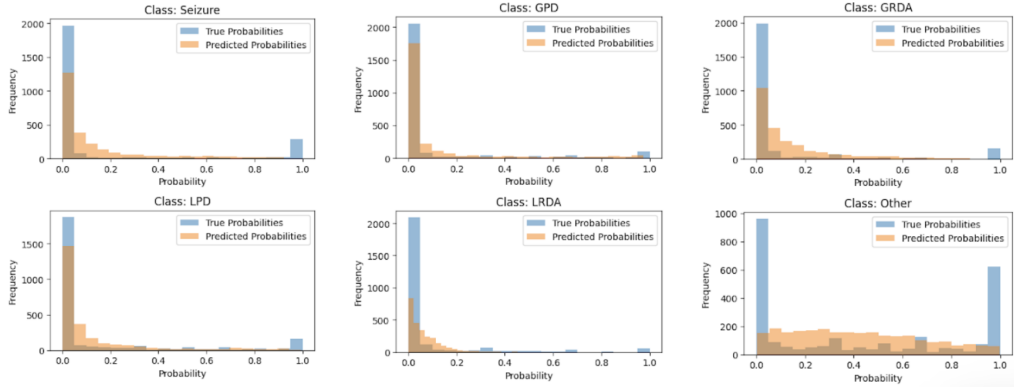 Class: Seizure
2000
1500
1000
500
0
Frequency
True Probabilities
Predicted Probabilities
0.0 0.2 0.4 0.6 0.8 1.0
Probability
Class: GPD
2000
1500
1000
500
0
Frequency
True Probabilities
Predicted Probabilities
0.0 0.2 0.4 0.6 0.8 1.0
Probability
Class: GRDA
2000
1500
1000
500
0
Frequency
True Probabilities
Predicted Probabilities
0.0 0.2 0.4 0.6 0.8 1.0
Probability
Class: LPD
1500
1000
500
0
Frequency
True Probabilities
Predicted Probabilities
0.0 0.2 0.4 0.6 0.8 1.0
Probability
Class: LRDA
2000
1500
1000
500
0
Frequency
True Probabilities
Predicted Probabilities
0.0 0.2 0.4 0.6 0.8 1.0
Probability
Class: Other
1000
800
600
400
200
0
Frequency
True Probabilities
Predicted Probabilities
0.0 0.2 0.4 0.6 0.8 1.0
Probability